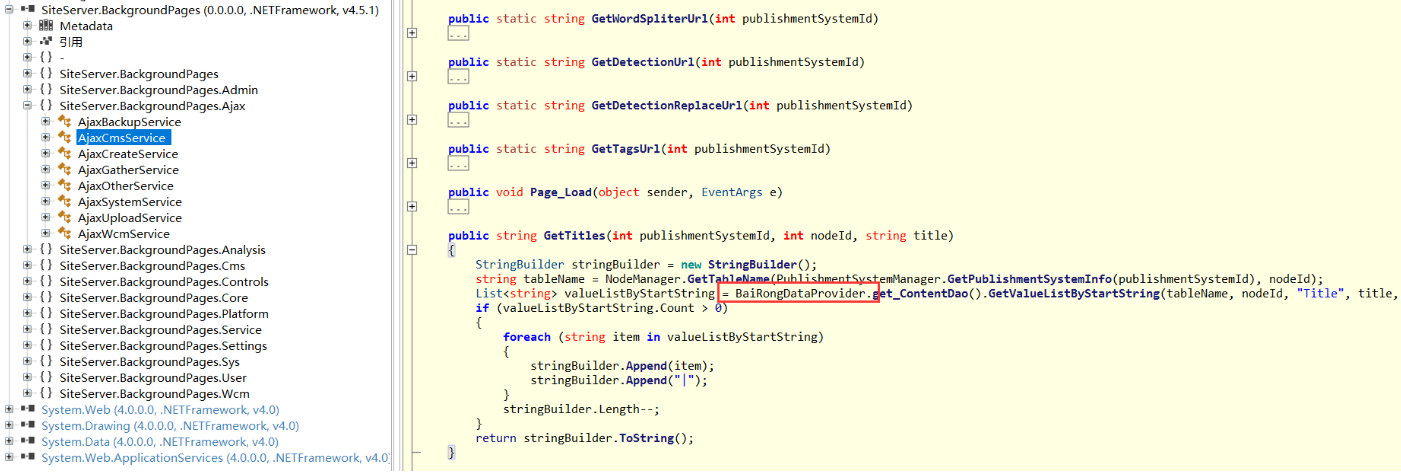 SiteServer.BackgroundPages (0.0.0.0, .NETFramework, v4.5.1)
Metadata
引用
{ } -
{ } SiteServer.BackgroundPages
{ } SiteServer.BackgroundPages.Admin
{ } SiteServer.BackgroundPages.Ajax
AjaxBackupService
AjaxCmsService
AjaxCreateService
AjaxGatherService
AjaxOtherService
AjaxSystemService
AjaxUploadService
AjaxWcmService
{ } SiteServer.BackgroundPages.Analysis
{ } SiteServer.BackgroundPages.Cms
{ } SiteServer.BackgroundPages.Controls
{ } SiteServer.BackgroundPages.Core
{ } SiteServer.BackgroundPages.Platform
{ } SiteServer.BackgroundPages.Service
{ } SiteServer.BackgroundPages.Settings
{ } SiteServer.BackgroundPages.Sys
{ } SiteServer.BackgroundPages.User
{ } SiteServer.BackgroundPages.Wcm
System.Web (4.0.0.0, .NETFramework, v4.0)
System.Drawing (4.0.0.0, .NETFramework, v4.0)
System.Data (4.0.0.0, .NETFramework, v4.0)
System.Web.ApplicationServices (4.0.0.0, .NETFramework, v4.0)
public static string GetWordSpliterUrl(int publishmentSystemId)
...
public static string GetDetectionUrl(int publishmentSystemId)
...
public static string GetDetectionReplaceUrl(int publishmentSystemId)
...
public static string GetTagsUrl(int publishmentSystemId)
...
public void Page_Load(object sender, EventArgs e)
...
public string GetTitles(int publishmentSystemId, int nodeId, string title)
{
StringBuilder stringBuilder = new StringBuilder();
string tableName = NodeManager.GetTableName(PublishmentSystemManager.GetPublishmentSystemInfo(publishmentSystemId), nodeId);
List<string> valueListByStartString = BaiRongDataProvider.get_ContentDao().GetValueListByStartString(tableName, nodeId, "Title", title,
if (valueListByStartString.Count > 0)
{
foreach (string item in valueListByStartString)
{
stringBuilder.Append(item);
stringBuilder.Append("|");
}
stringBuilder.Length--;
}
return stringBuilder.ToString();
}